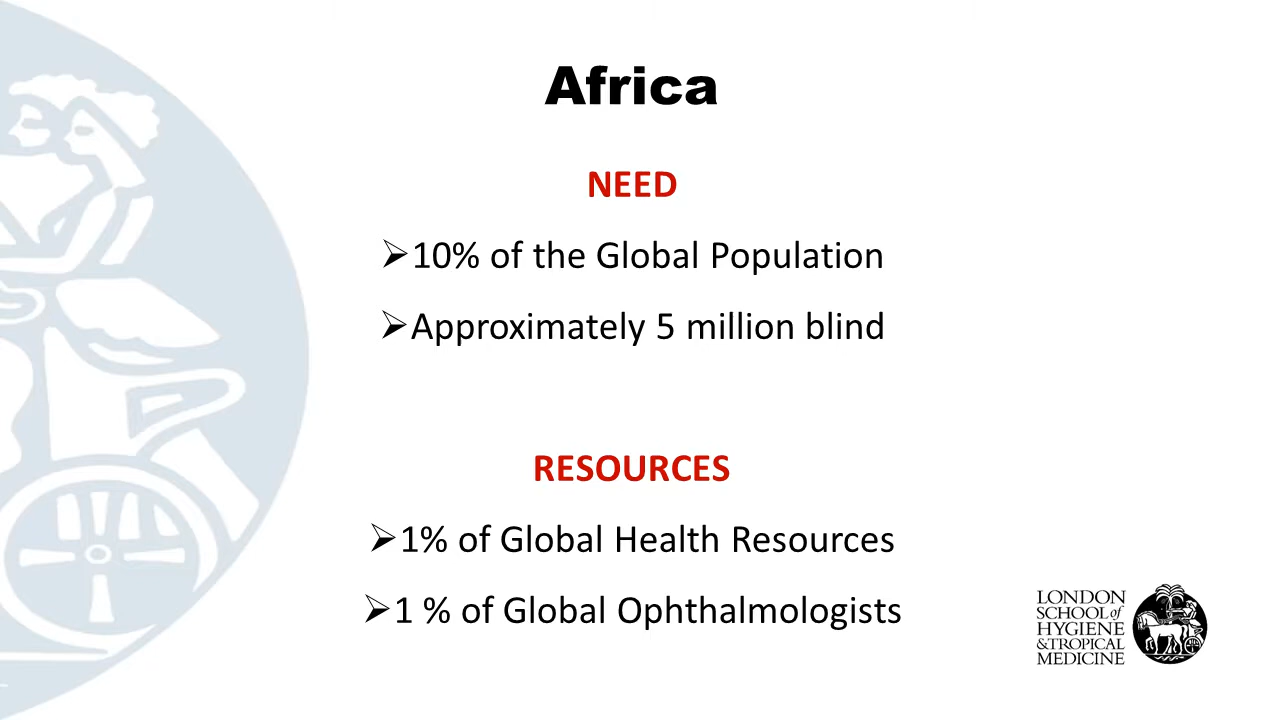 Africa
NEED
➢10% of the Global Population
➢Approximately 5 million blind
RESOURCES
➢1% of Global Health Resources
➢1 % of Global Ophthalmologists
LONDON
SCHOOL of
HYGIENE
&TROPICAL
MEDICINE